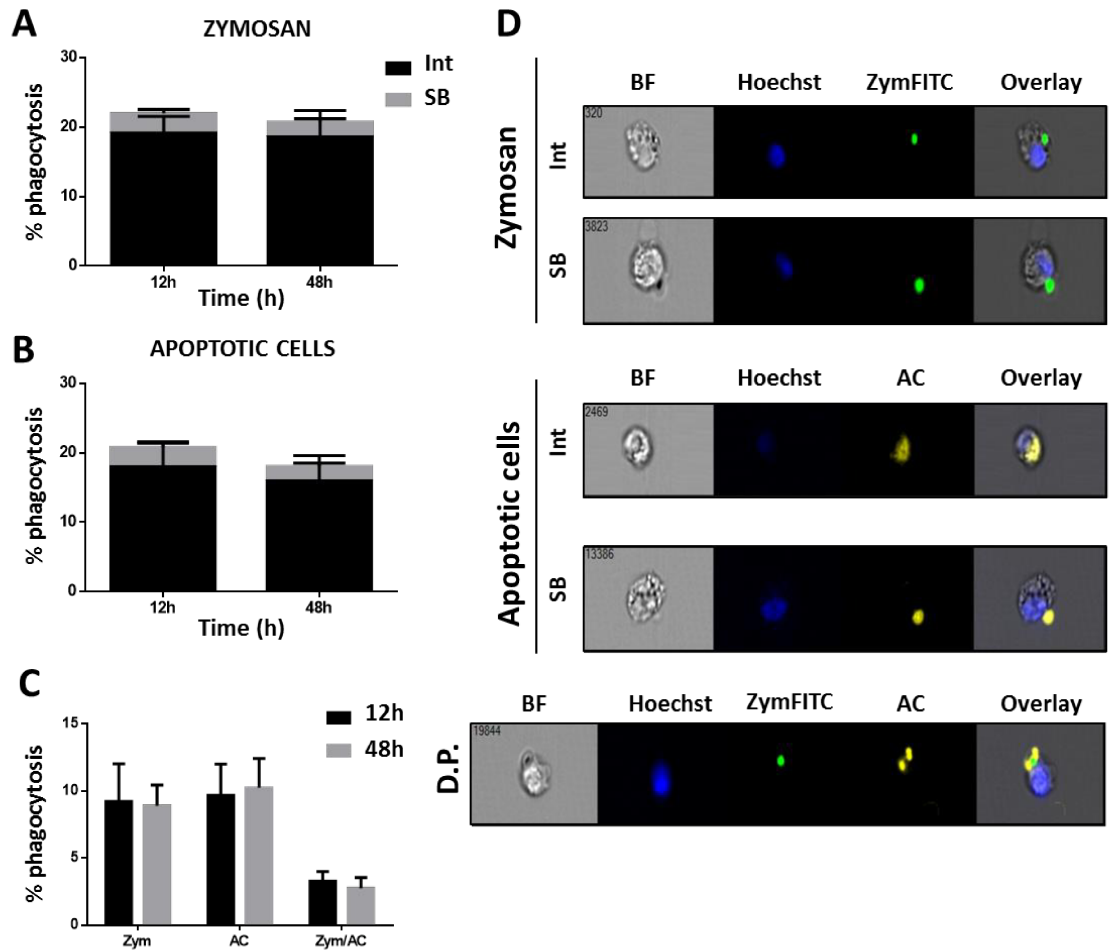 A
ZYMOSAN
% phagocytosis
30
20
10
0
12h
48h
Time (h)
Int
SB
B
APOPTOTIC CELLS
% phagocytosis
30
20
10
0
12h
48h
Time (h)
C
% phagocytosis
15
10
5
0
Zym
AC
Zym/AC
12h
48h
D
Zymosan
BF Hoechst ZymFITC Overlay
Int
320
SB
3823
Apoptotic cells
BF Hoechst AC Overlay
Int
2469
SB
13386
D.P.
BF Hoechst ZymFITC AC Overlay
19844